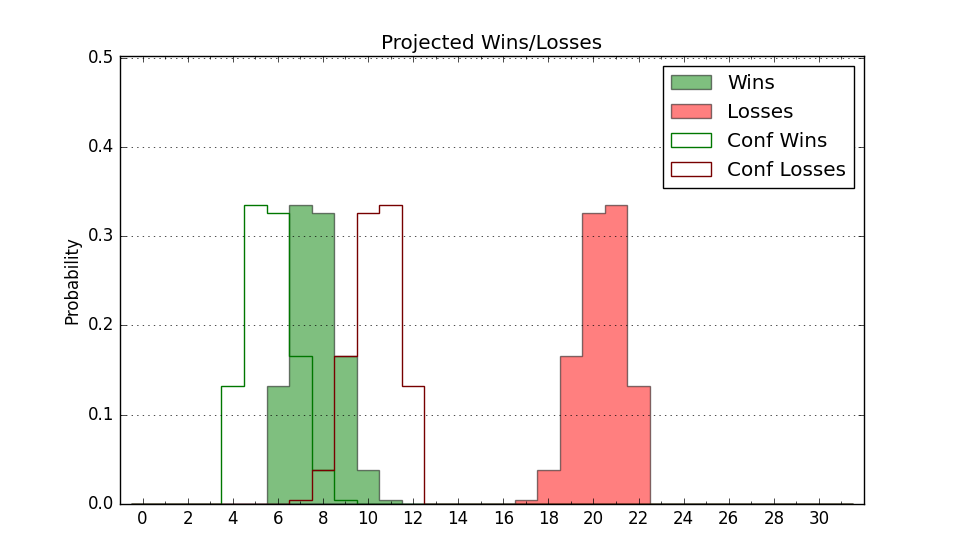 Projected Wins/Losses
Wins
Losses
Conf Wins
Conf Losses
Probability
0.5
0.4
0.3
0.2
0.1
0.0
0 2 4 6 8 10 12 14 16 18 20 22 24 26 28 30